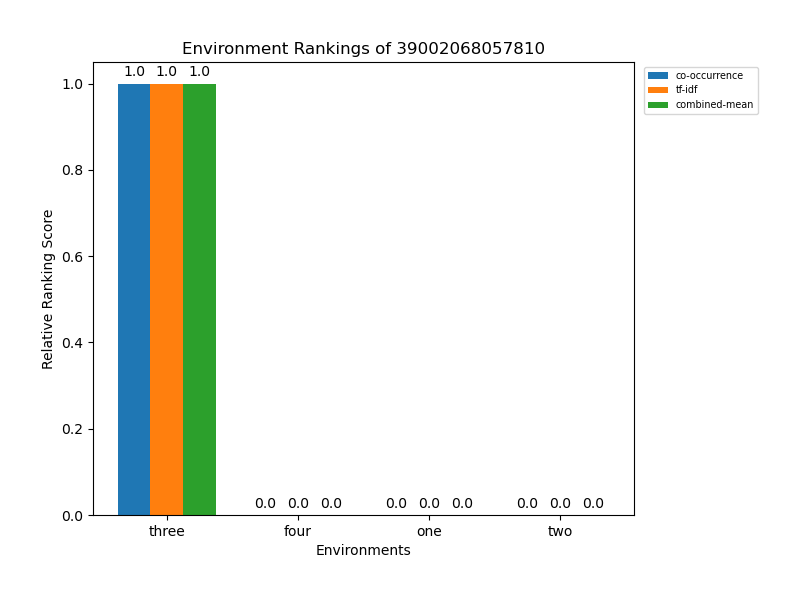 Environment Rankings of 39002068057810
1.0 1.0 1.0
co-occurrence
tf-idf
combined-mean
1.0
0.8
0.6
0.4
0.2
0.0
Relative Ranking Score
0.0 0.0 0.0 0.0 0.0 0.0 0.0 0.0 0.0
three four one two
Environments